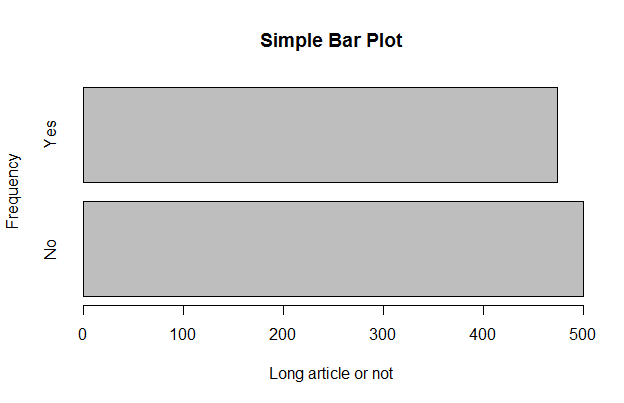 Simple Bar Plot
Frequency
Yes
No
0 100 200 300 400 500
Long article or not